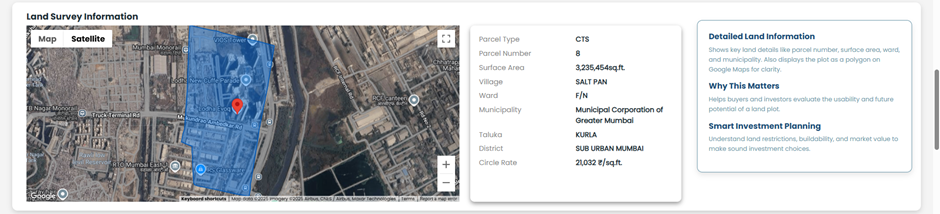 Land Survey Information
Map Satellite
Mumbai Monorail
TB Nagar Monorail
Truck Terminal Rd
RTO Mumbai East
RCF canteen
Google
Keyboard shortcuts Map data ©2025 Imagery ©2025 Airbus, CNES / Airbus, Maxar Technologies Terms Report a map error
+
−
Parcel Type CTS
Parcel Number 8
Surface Area 3,235,454sq.ft.
Village SALT PAN
Ward F/N
Municipality Municipal Corporation of
Greater Mumbai
Taluka KURLA
District SUB URBAN MUMBAI
Circle Rate 21,032 ₹/sq.ft.
Detailed Land Information
Shows key land details like parcel number, surface area, ward,
and municipality. Also displays the plot as a polygon on
Google Maps for clarity.
Why This Matters
Helps buyers and investors evaluate the usability and future
potential of a land plot.
Smart Investment Planning
Understand land restrictions, buildability, and market value to
make sound investment choices.